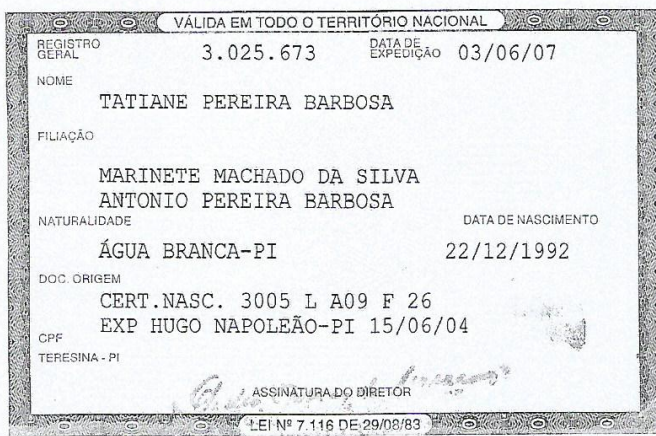 VÁLIDA EM TODO O TERRITÓRIO NACIONAL
REGISTRO GERAL 3.025.673 DATA DE EXPEDIÇÃO 03/06/07
NOME
TATIANE PEREIRA BARBOSA
FILIAÇÃO
MARINETE MACHADO DA SILVA
ANTONIO PEREIRA BARBOSA
NATURALIDADE DATA DE NASCIMENTO
ÁGUA BRANCA-PI 22/12/1992
DOC. ORIGEM
CERT.NASC. 3005 L A09 F 26
EXP HUGO NAPOLEÃO-PI 15/06/04
CPF
TERESINA - PI
ASSINATURA DO DIRETOR
LEI Nº 7.116 DE 29/08/83